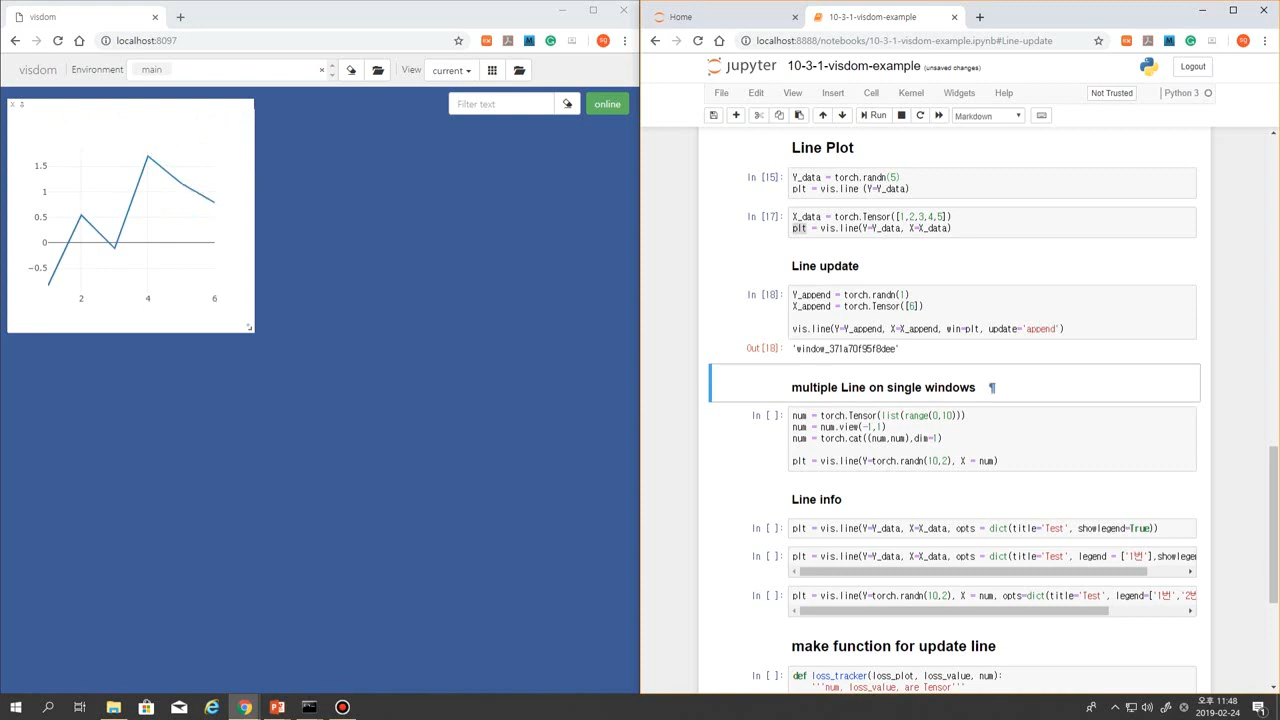 visdom
localhost:8097
visdom Environment main View current
Filter text online
x
1.5
1
0.5
0
−0.5
2 4 6
Home 10-3-1-visdom-example
localhost:8888/notebooks/10-3-1-visdom-example.ipynb#Line-update
jupyter 10-3-1-visdom-example (unsaved changes) Logout
File Edit View Insert Cell Kernel Widgets Help Not Trusted Python 3
Run Markdown
Line Plot
In [15]: Y_data = torch.randn(5)
plt = vis.line (Y=Y_data)
In [17]: X_data = torch.Tensor([1,2,3,4,5])
plt = vis.line(Y=Y_data, X=X_data)
Line update
In [18]: Y_append = torch.randn(1)
X_append = torch.Tensor([6])
vis.line(Y=Y_append, X=X_append, win=plt, update='append')
Out[18]: 'window_371a70f95f8dee'
multiple Line on single windows ¶
In [ ]: num = torch.Tensor(list(range(0,10)))
num = num.view(-1,1)
num = torch.cat((num,num),dim=1)
plt = vis.line(Y=torch.randn(10,2), X = num)
Line info
In [ ]: plt = vis.line(Y=Y_data, X=X_data, opts = dict(title='Test', showlegend=True))
In [ ]: plt = vis.line(Y=Y_data, X=X_data, opts = dict(title='Test', legend = ['1번'],showlegen
In [ ]: plt = vis.line(Y=torch.randn(10,2), X = num, opts=dict(title='Test', legend=['1번','2번
make function for update line
In [ ]: def loss_tracker(loss_plot, loss_value, num):
'''num, loss_value, are Tensor'''
오후 11:48
2019-02-24